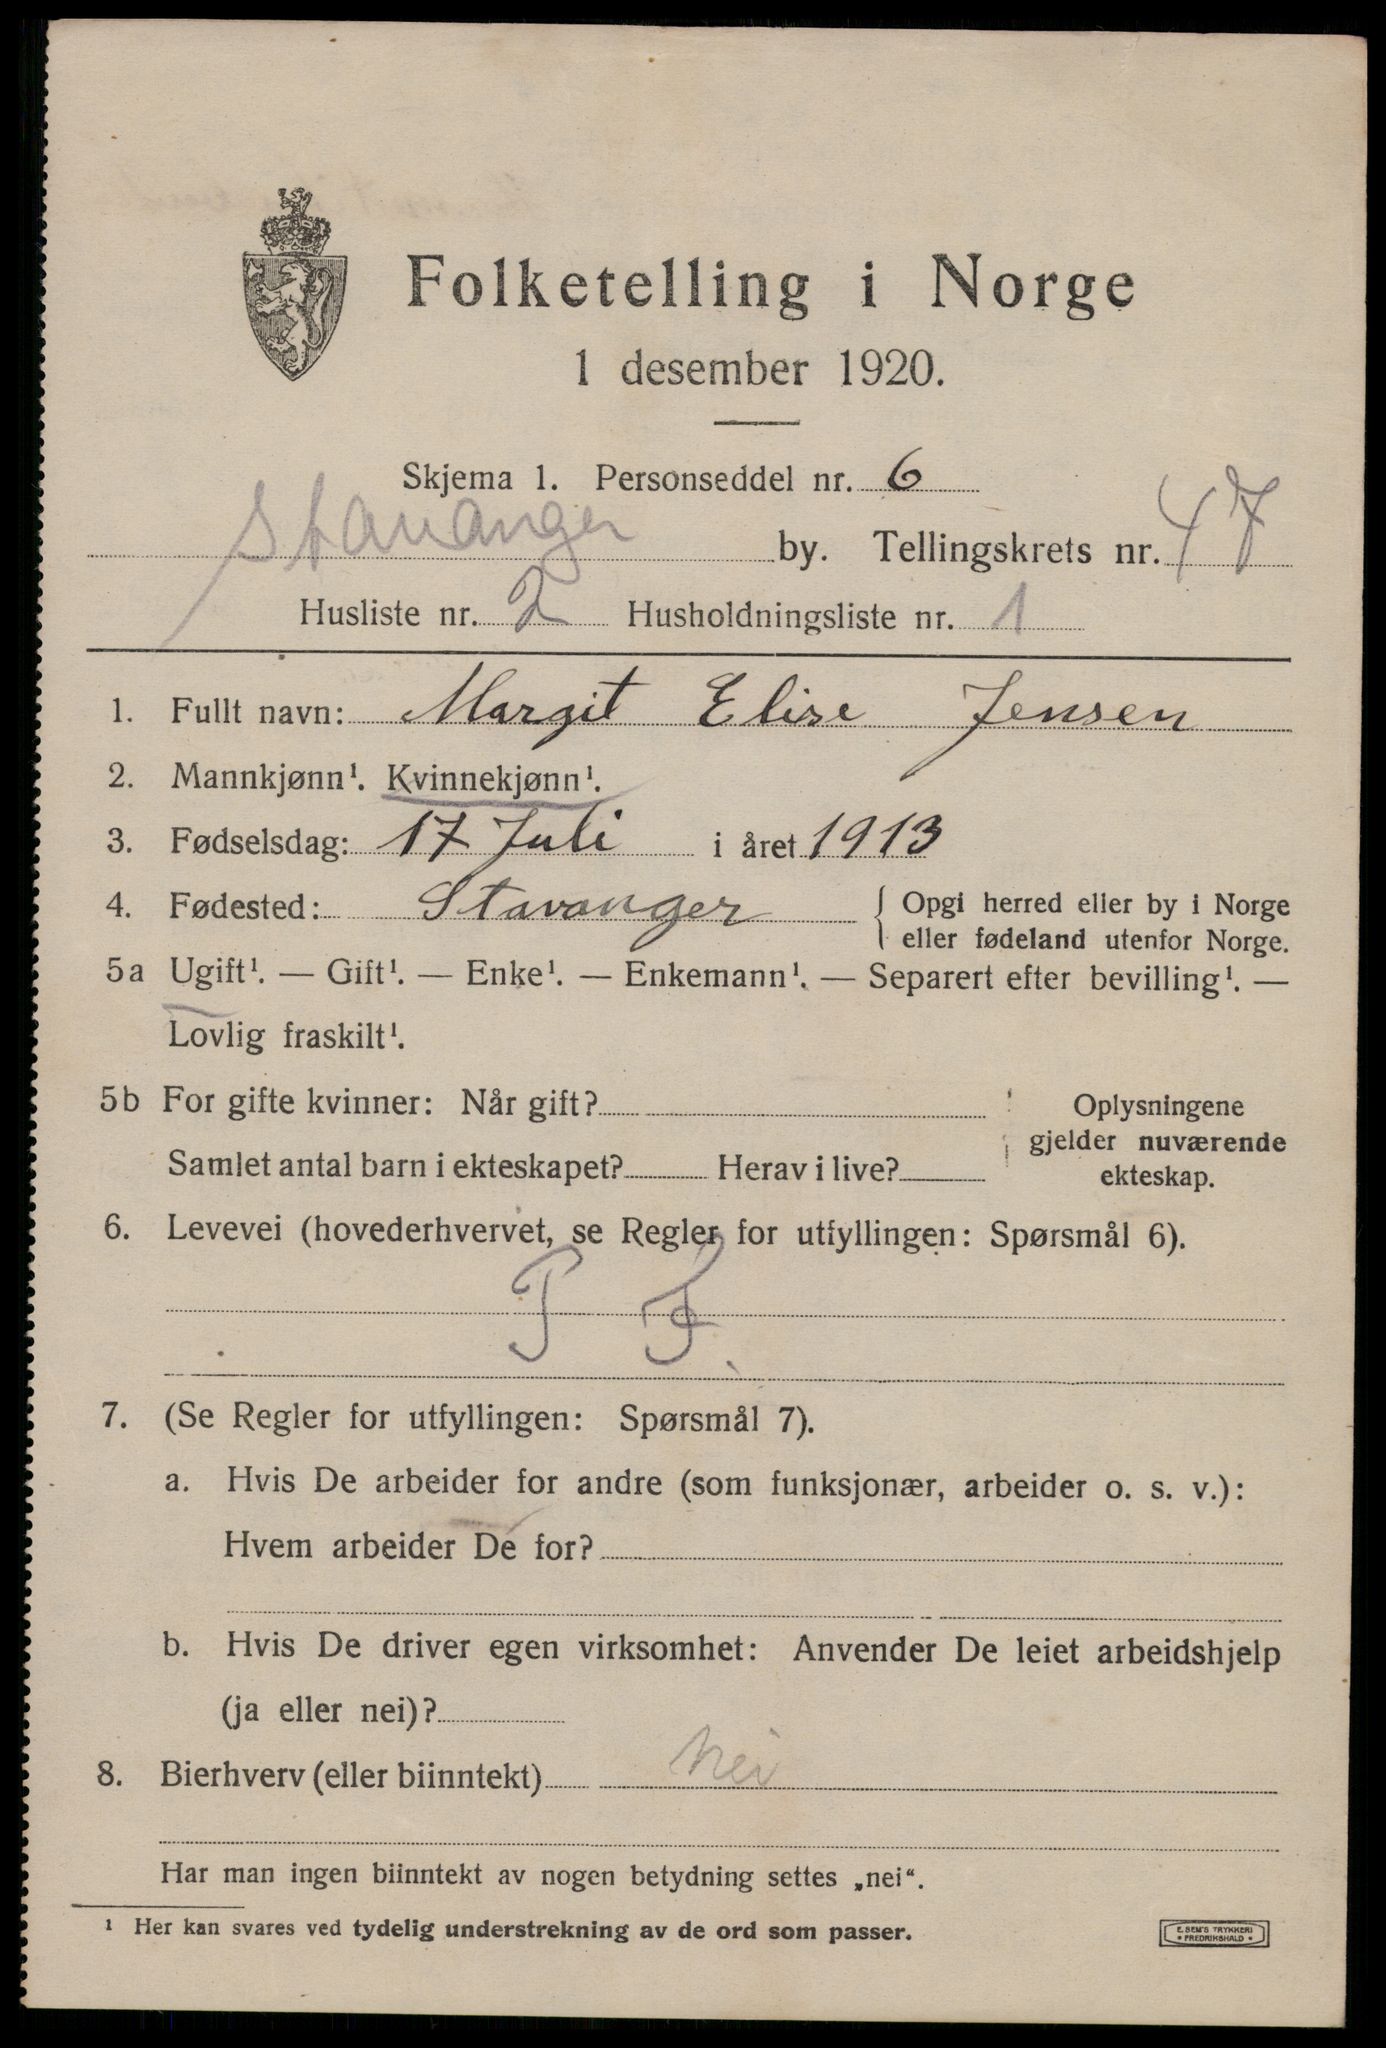 Folketelling i Norge
1 desember 1920.
Skjema 1. Personseddel nr. 6
Stavanger by. Tellingskrets nr. 47
Husliste nr. 2 Husholdningsliste nr. 1
1. Fullt navn: Margit Elise Jensen
2. Mannkjønn¹. Kvinnekjønn¹.
3. Fødselsdag: 17 Juli i året 1913
4. Fødested: Stavanger { Opgi herred eller by i Norge
eller fødeland utenfor Norge.
5a Ugift¹. — Gift¹. — Enke¹. — Enkemann¹. — Separert efter bevilling¹. —
Lovlig fraskilt¹.
5b For gifte kvinner: Når gift? Oplysningene
gjelder nuværende
Samlet antal barn i ekteskapet? Herav i live? ekteskap.
6. Levevei (hovederhvervet, se Regler for utfyllingen: Spørsmål 6).
P F.
7. (Se Regler for utfyllingen: Spørsmål 7).
a. Hvis De arbeider for andre (som funksjonær, arbeider o. s. v.):
Hvem arbeider De for?
b. Hvis De driver egen virksomhet: Anvender De leiet arbeidshjelp
(ja eller nei)?
8. Bierhverv (eller biinntekt) Nei
Har man ingen biinntekt av nogen betydning settes „nei“.
¹ Her kan svares ved tydelig understrekning av de ord som passer.
E. SEM'S TRYKKERI
• FREDRIKSHALD •